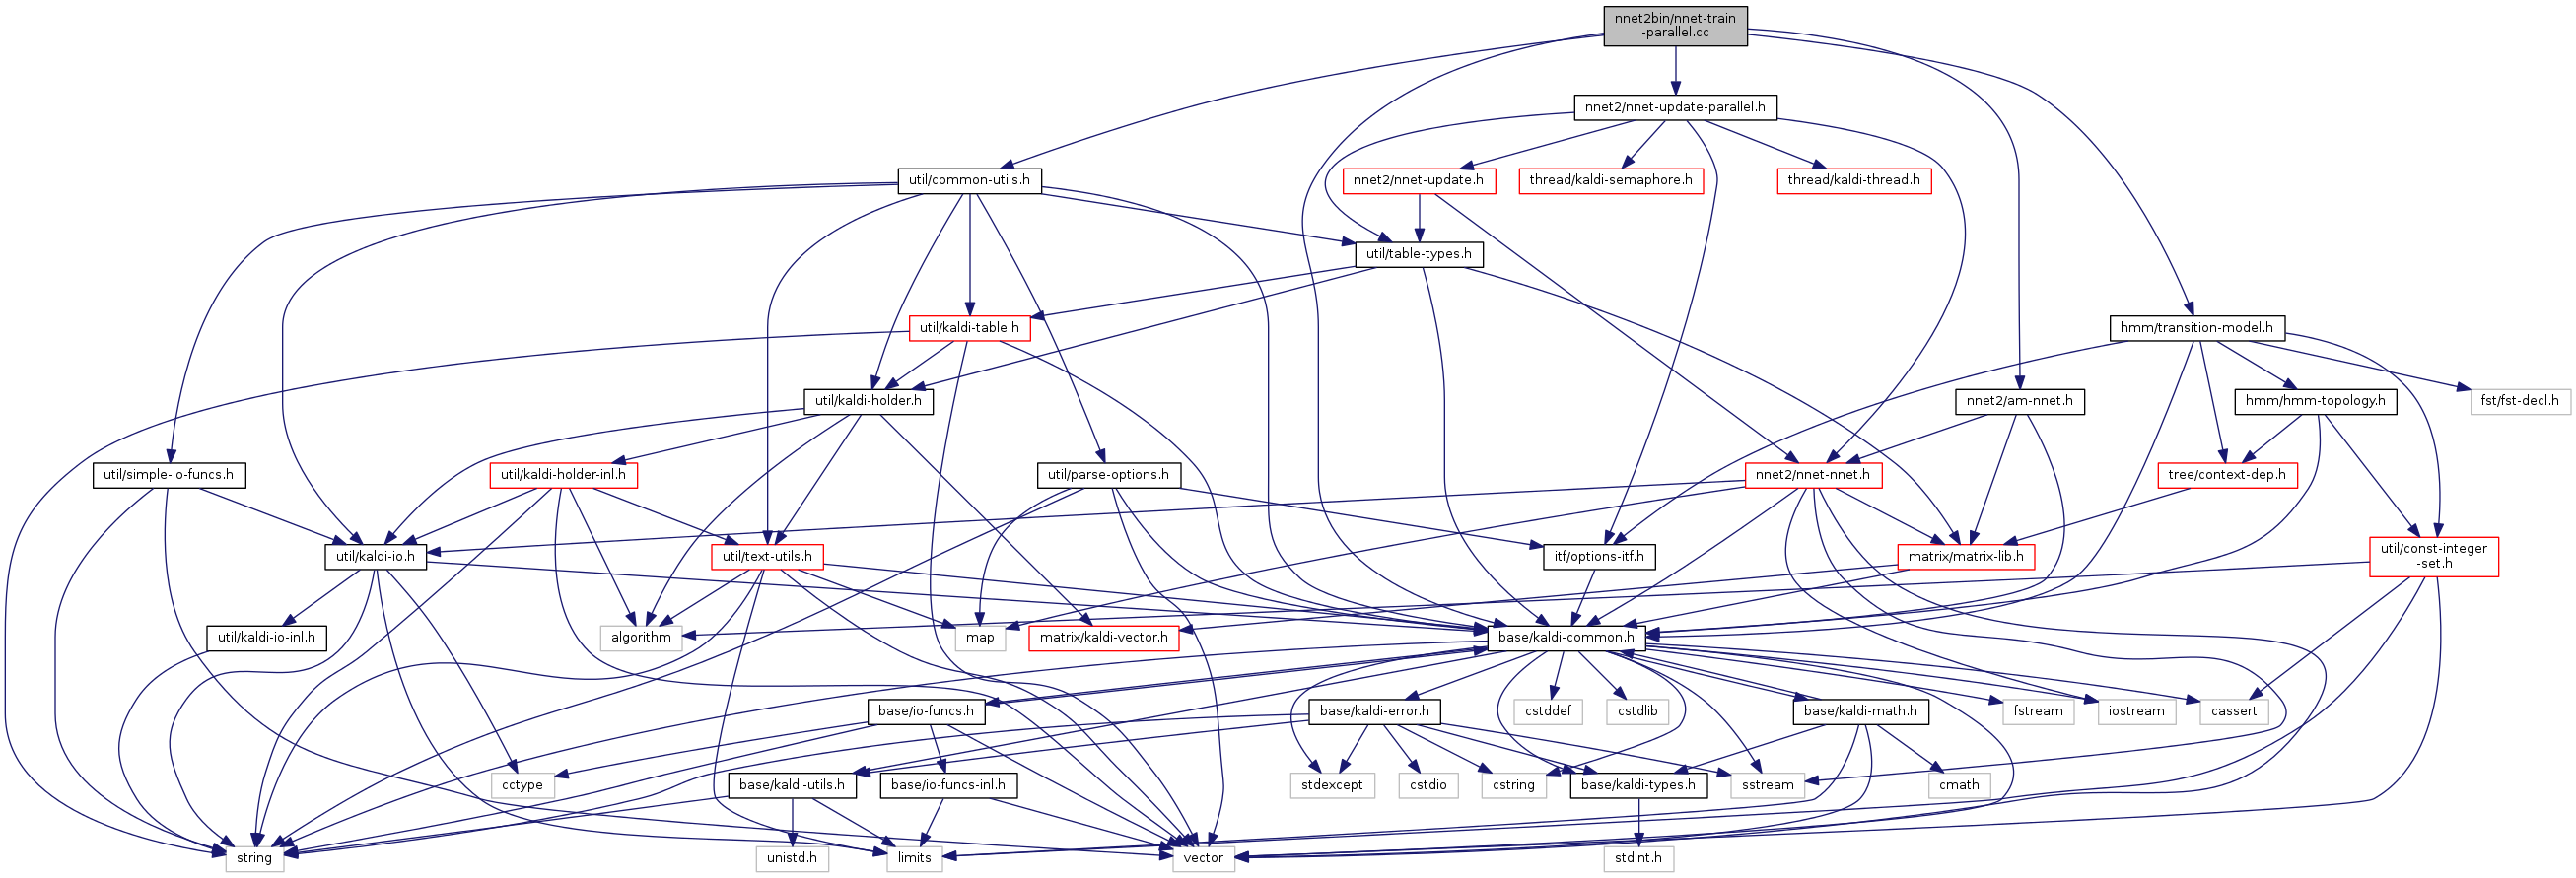 nnet2bin/nnet-train
-parallel.cc
nnet2/nnet-update-parallel.h
util/common-utils.h
nnet2/nnet-update.h
thread/kaldi-semaphore.h
thread/kaldi-thread.h
util/table-types.h
util/kaldi-table.h
hmm/transition-model.h
util/kaldi-holder.h
nnet2/am-nnet.h
hmm/hmm-topology.h
fst/fst-decl.h
util/simple-io-funcs.h
util/kaldi-holder-inl.h
util/parse-options.h
nnet2/nnet-nnet.h
tree/context-dep.h
util/kaldi-io.h
util/text-utils.h
itf/options-itf.h
matrix/matrix-lib.h
util/const-integer
-set.h
util/kaldi-io-inl.h
algorithm
map
matrix/kaldi-vector.h
base/kaldi-common.h
base/io-funcs.h
base/kaldi-error.h
cstddef
cstdlib
base/kaldi-math.h
fstream
iostream
cassert
cctype
base/kaldi-utils.h
base/io-funcs-inl.h
stdexcept
cstdio
cstring
base/kaldi-types.h
sstream
cmath
string
unistd.h
limits
vector
stdint.h